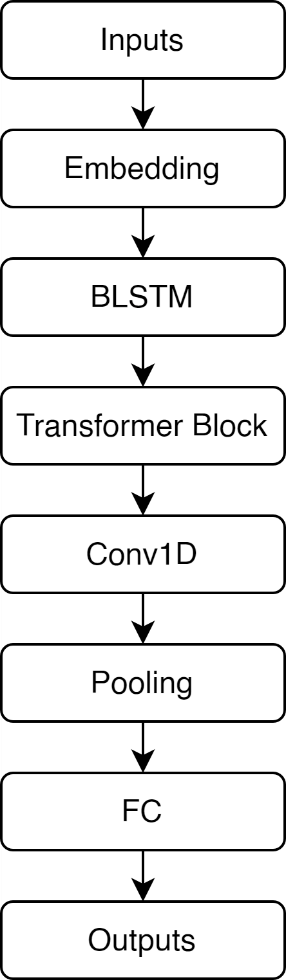 Inputs
Embedding
BLSTM
Transformer Block
Conv1D
Pooling
FC
Outputs